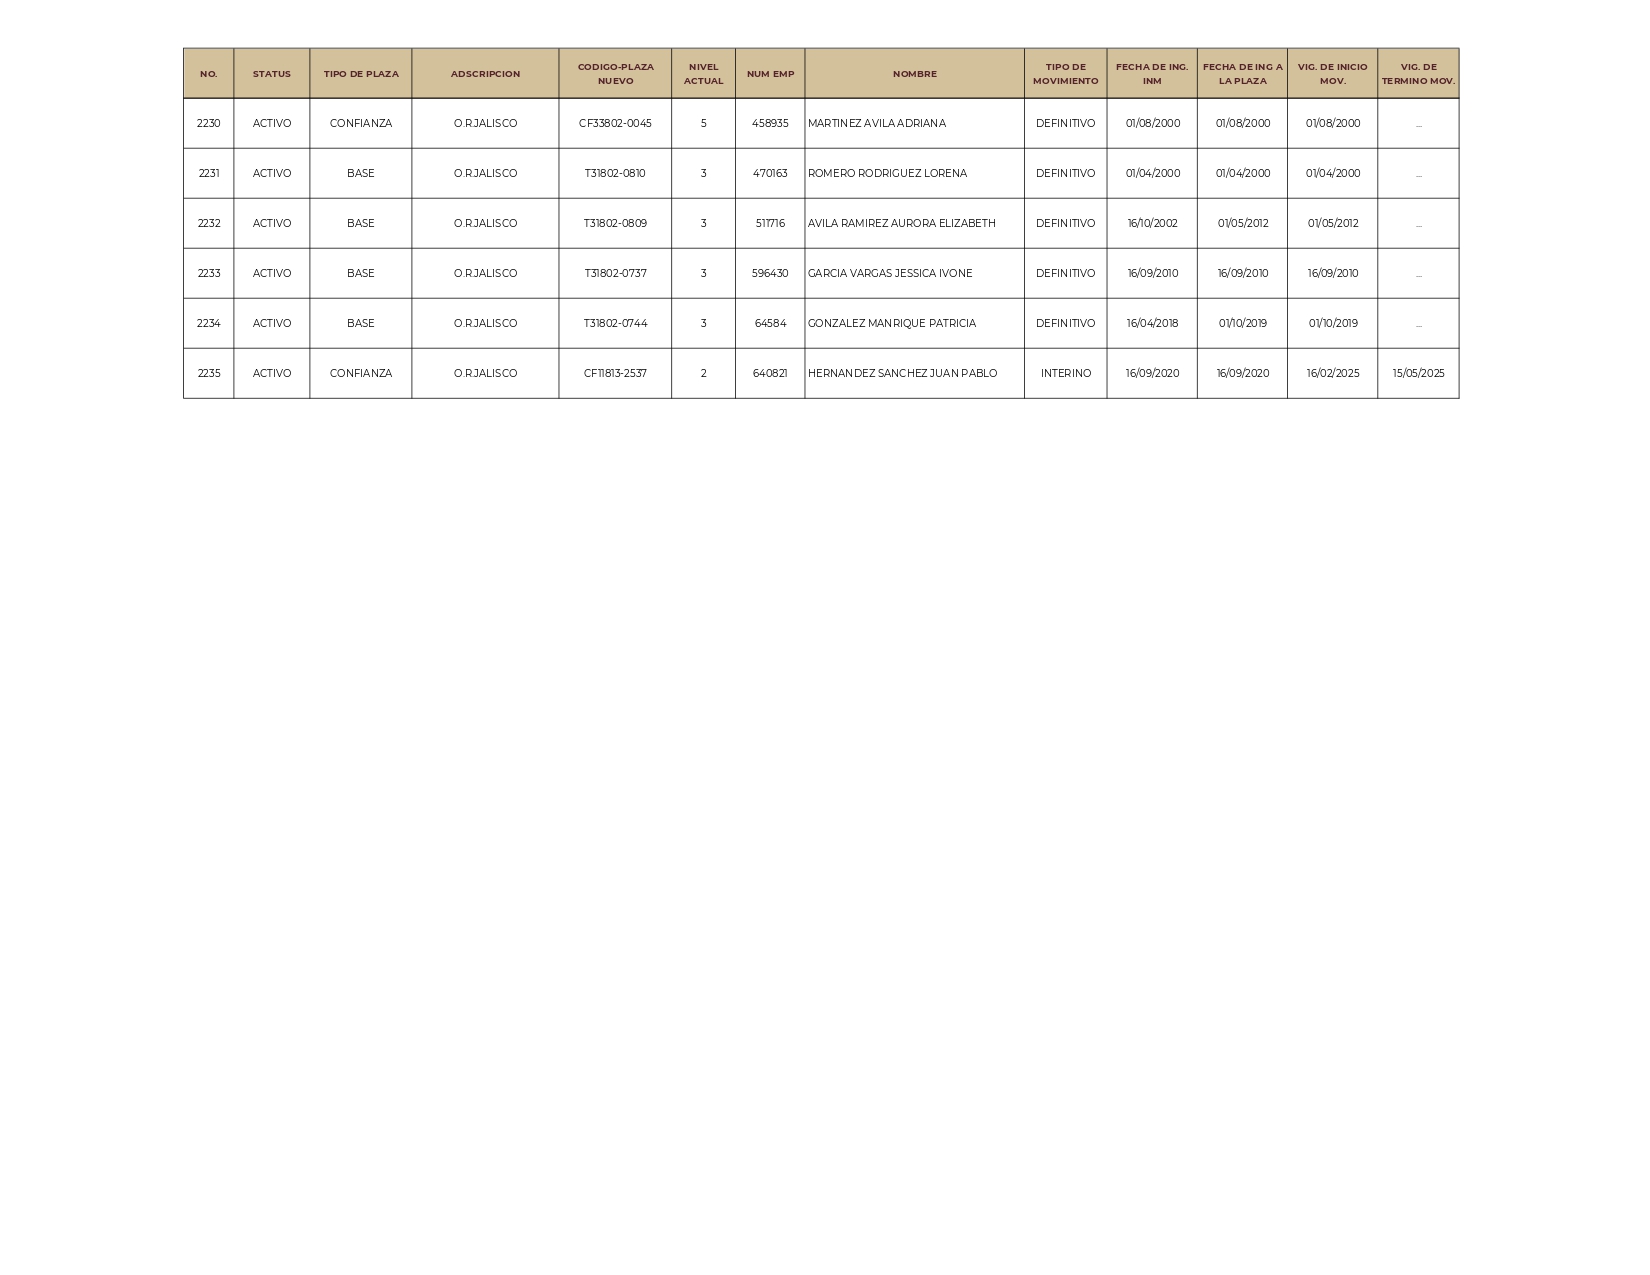 NO. STATUS TIPO DE PLAZA ADSCRIPCION CODIGO-PLAZA NUEVO NIVEL ACTUAL NUM EMP NOMBRE TIPO DE MOVIMIENTO FECHA DE ING. INM FECHA DE ING A LA PLAZA VIG. DE INICIO MOV. VIG. DE TERMINO MOV.
2230 ACTIVO CONFIANZA O.R.JALISCO CF33802-0045 5 458935 MARTINEZ AVILA ADRIANA DEFINITIVO 01/08/2000 01/08/2000 01/08/2000 ...
2231 ACTIVO BASE O.R.JALISCO T31802-0810 3 470163 ROMERO RODRIGUEZ LORENA DEFINITIVO 01/04/2000 01/04/2000 01/04/2000 ...
2232 ACTIVO BASE O.R.JALISCO T31802-0809 3 511716 AVILA RAMIREZ AURORA ELIZABETH DEFINITIVO 16/10/2002 01/05/2012 01/05/2012 ...
2233 ACTIVO BASE O.R.JALISCO T31802-0737 3 596430 GARCIA VARGAS JESSICA IVONE DEFINITIVO 16/09/2010 16/09/2010 16/09/2010 ...
2234 ACTIVO BASE O.R.JALISCO T31802-0744 3 64584 GONZALEZ MANRIQUE PATRICIA DEFINITIVO 16/04/2018 01/10/2019 01/10/2019 ...
2235 ACTIVO CONFIANZA O.R.JALISCO CF11813-2537 2 640821 HERNANDEZ SANCHEZ JUAN PABLO INTERINO 16/09/2020 16/09/2020 16/02/2025 15/05/2025